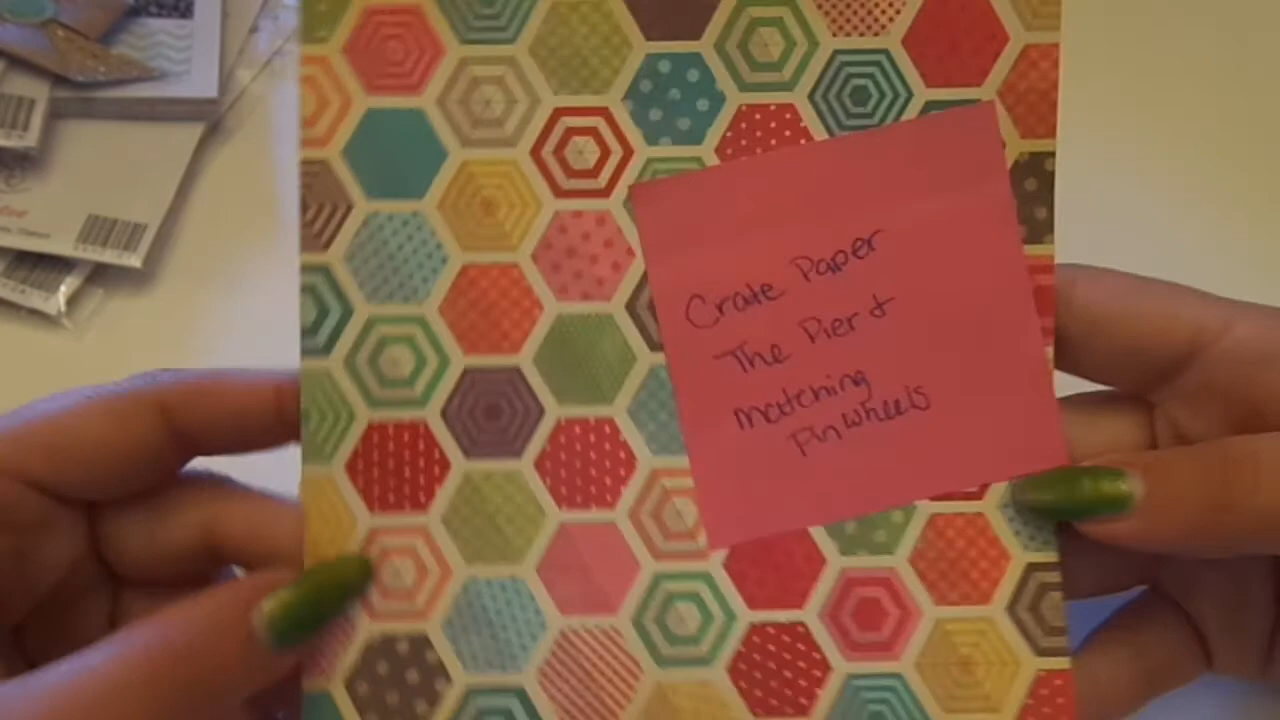 Crate Paper
The Pier &
matching
Pinwheels